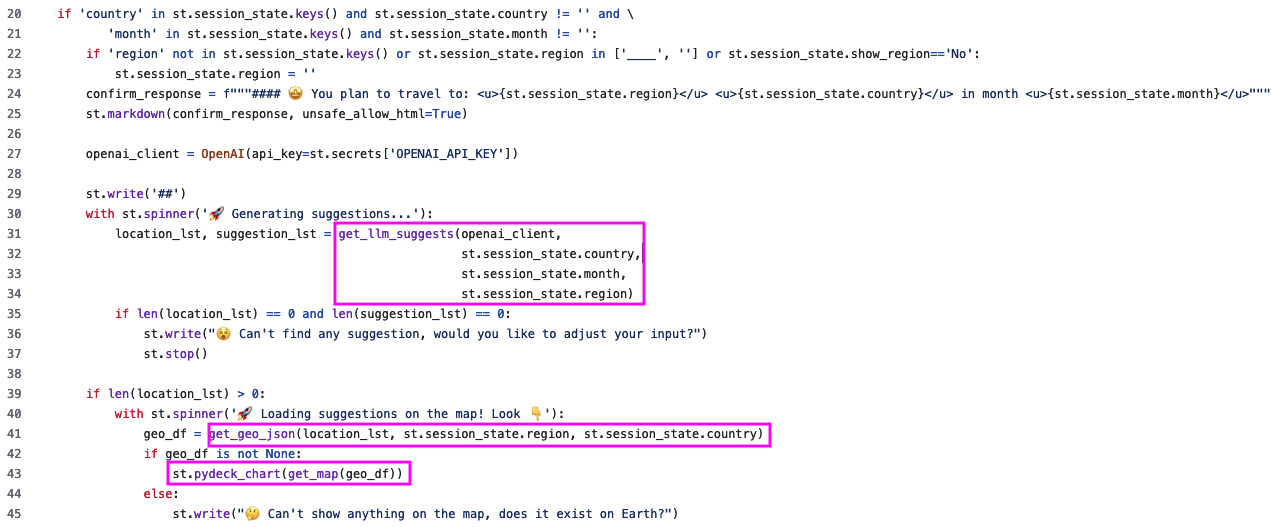 20 if 'country' in st.session_state.keys() and st.session_state.country != '' and \
21 'month' in st.session_state.keys() and st.session_state.month != '':
22 if 'region' not in st.session_state.keys() or st.session_state.region in ['____', ''] or st.session_state.show_region=='No':
23 st.session_state.region = ''
24 confirm_response = f"""#### 🤩 You plan to travel to: <u>{st.session_state.region}</u> <u>{st.session_state.country}</u> in month <u>{st.session_state.month}</u>"""
25 st.markdown(confirm_response, unsafe_allow_html=True)
26
27 openai_client = OpenAI(api_key=st.secrets['OPENAI_API_KEY'])
28
29 st.write('##')
30 with st.spinner('🚀 Generating suggestions...'):
31 location_lst, suggestion_lst = get_llm_suggests(openai_client,
32 st.session_state.country,
33 st.session_state.month,
34 st.session_state.region)
35 if len(location_lst) == 0 and len(suggestion_lst) == 0:
36 st.write("😵 Can't find any suggestion, would you like to adjust your input?")
37 st.stop()
38
39 if len(location_lst) > 0:
40 with st.spinner('🚀 Loading suggestions on the map! Look 👇'):
41 geo_df = get_geo_json(location_lst, st.session_state.region, st.session_state.country)
42 if geo_df is not None:
43 st.pydeck_chart(get_map(geo_df))
44 else:
45 st.write("🤔 Can't show anything on the map, does it exist on Earth?")